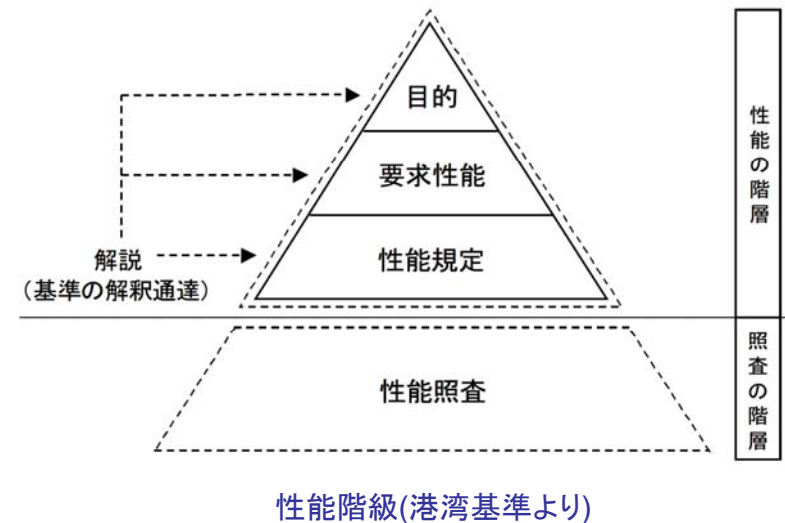 目的
要求性能
性能規定
解説
（基準の解釈通達）
性能照査
性能の階層
照査の階層
性能階級(港湾基準より)